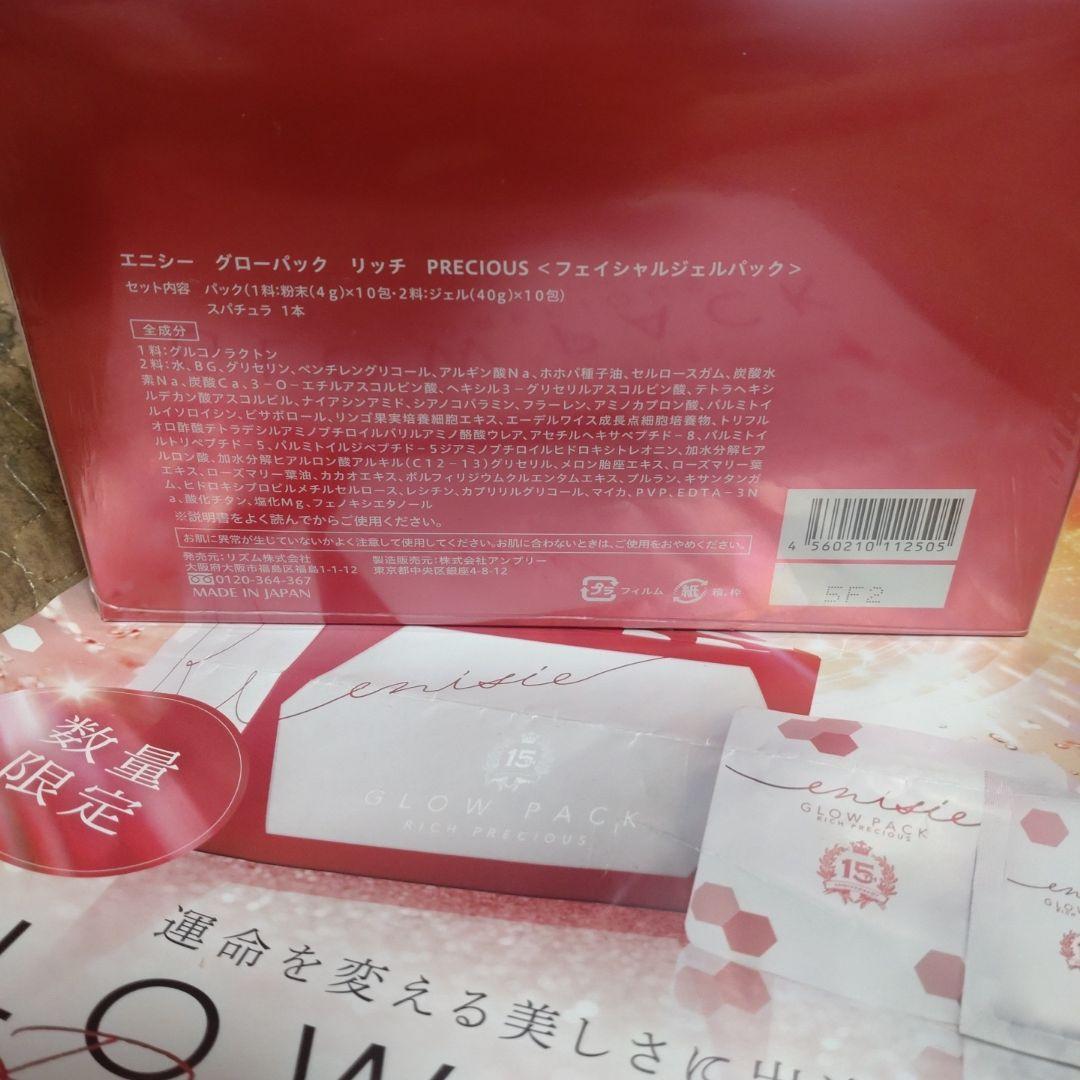 エニシー グローパック リッチ PRECIOUS <フェイシャルジェルパック>
セット内容 パック(1料:粉末(4g)×10包・2料:ジェル(40g)×10包)
スパチュラ 1本
全成分
1料:グルコノラクトン
2料:水、BG、グリセリン、ペンチレングリコール、アルギン酸Na、ホホバ種子油、セルロースガム、炭酸水
素Na、炭酸Ca、3-O-エチルアスコルビン酸、ヘキシル3-グリセリルアスコルビン酸、テトラヘキシ
ルデカン酸アスコルビル、ナイアシンアミド、シアノコバラミン、フラーレン、アミノカプロン酸、パルミトイ
ルイソロイシン、ビサボロール、リンゴ果実培養細胞エキス、エーデルワイス成長点細胞培養物、トリフル
オロ酢酸テトラデシルアミノブチロイルバリルアミノ酪酸ウレア、アセチルヘキサペプチド-8、パルミトイ
ルトリペプチド-5、パルミトイルジペプチド-5ジアミノブチロイルヒドロキシトレオニン、加水分解ヒア
ルロン酸、加水分解ヒアルロン酸アルキル(C12-13)グリセリル、メロン胎座エキス、ローズマリー葉
エキス、ローズマリー葉油、カカオエキス、ポルフィリジウムクルエンタムエキス、プルラン、キサンタンガ
ム、ヒドロキシプロピルメチルセルロース、レシチン、カプリリルグリコール、マイカ、PVP、EDTA-3N
a、酸化チタン、塩化Mg、フェノキシエタノール
※説明書をよく読んでからご使用ください。
お肌に異常が生じていないかよく注意して使用してください。お肌に合わないときは、ご使用をおやめください。
発売元:リズム株式会社 製造販売元:株式会社アンプリー
大阪府大阪市福島区福島1-1-12 東京都中央区銀座4-8-12
0120-364-367
MADE IN JAPAN
プラ フィルム 紙 箱、枠
4 560210 112505
5F2
enisie
15
GLOW PACK
RICH PRECIOUS
数量
限定
enisie
GLOW PACK
RICH PRECIOUS
15
運命を変える美しさに出
LOW